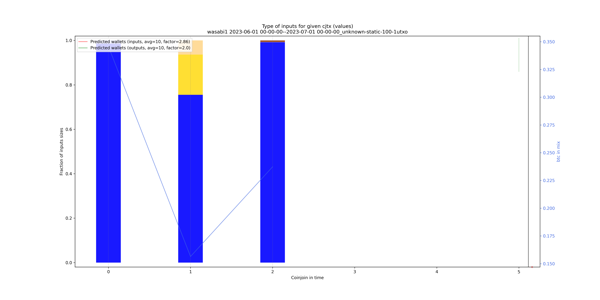 Type of inputs for given cjtx (values)
wasabi1 2023-06-01 00-00-00--2023-07-01 00-00-00_unknown-static-100-1utxo
Predicted wallets (inputs, avg=10, factor=2.86)
Predicted wallets (outputs, avg=10, factor=2.0)
1.0
0.8
0.6
0.4
0.2
0.0
Fraction of inputs sizes
0 1 2 3 4 5
Coinjoin in time
0.350
0.325
0.300
0.275
0.250
0.225
0.200
0.175
0.150
btc in mix